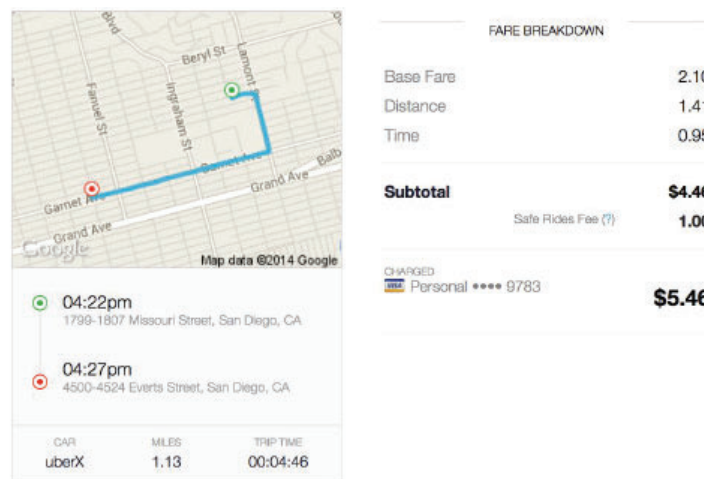 Blvd
Beryl St
Lamont St
Fanuel St
Ingraham St
Garnet Ave
Balb
Grand Ave
Garnet Ave
Grand Ave
Google
Map data ©2014 Google
04:22pm
1799-1807 Missouri Street, San Diego, CA
04:27pm
4500-4524 Everts Street, San Diego, CA
CAR MILES TRIP TIME
uberX 1.13 00:04:46
FARE BREAKDOWN
Base Fare 2.10
Distance 1.41
Time 0.95
Subtotal $4.46
Safe Rides Fee (?) 1.00
CHARGED
VISA Personal •••• 9783 $5.46